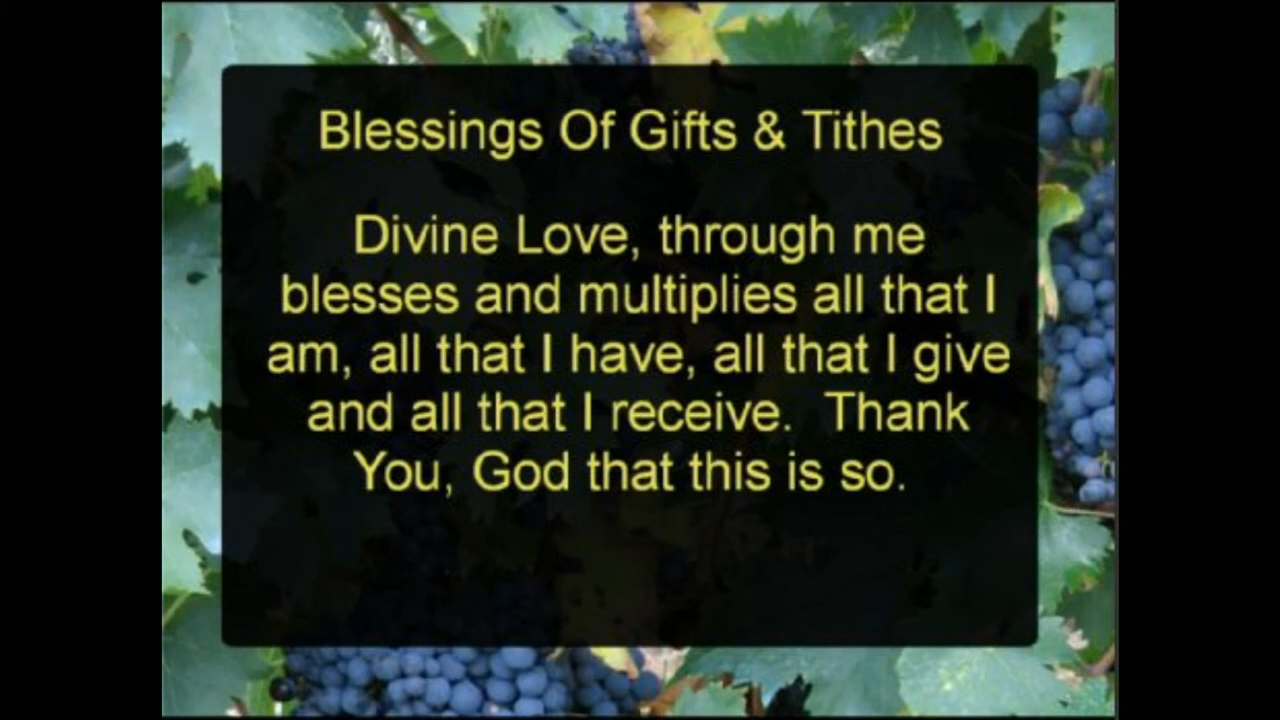 Blessings Of Gifts & Tithes
Divine Love, through me
blesses and multiplies all that I
am, all that I have, all that I give
and all that I receive.  Thank
You, God that this is so.